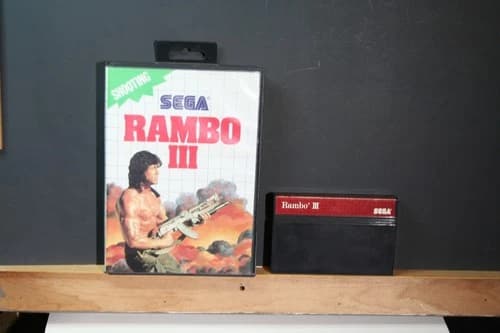 SHOOTING
SEGA
RAMBO
III
Rambo® III
SEGA